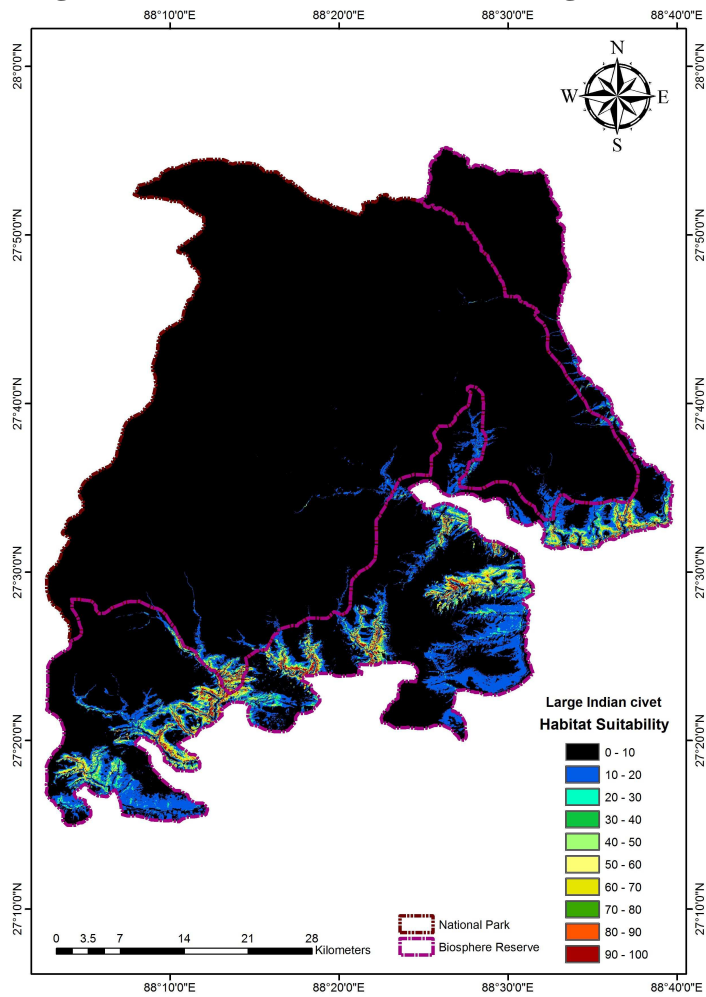 88°10'0"E 88°20'0"E 88°30'0"E 88°40'0"E
N
W E
S
28°0'0"N 28°0'0"N
27°50'0"N 27°50'0"N
27°40'0"N 27°40'0"N
27°30'0"N 27°30'0"N
27°20'0"N 27°20'0"N
27°10'0"N 27°10'0"N
Large Indian civet
Habitat Suitability
0 - 10
10 - 20
20 - 30
30 - 40
40 - 50
50 - 60
60 - 70
70 - 80
80 - 90
90 - 100
National Park
Biosphere Reserve
0 3.5 7 14 21 28
Kilometers
88°10'0"E 88°20'0"E 88°30'0"E 88°40'0"E